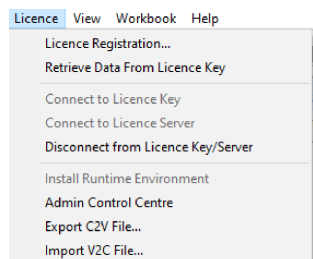 Licence View Workbook Help
Licence Registration...
Retrieve Data From Licence Key
Connect to Licence Key
Connect to Licence Server
Disconnect from Licence Key/Server
Install Runtime Environment
Admin Control Centre
Export C2V File...
Import V2C File...